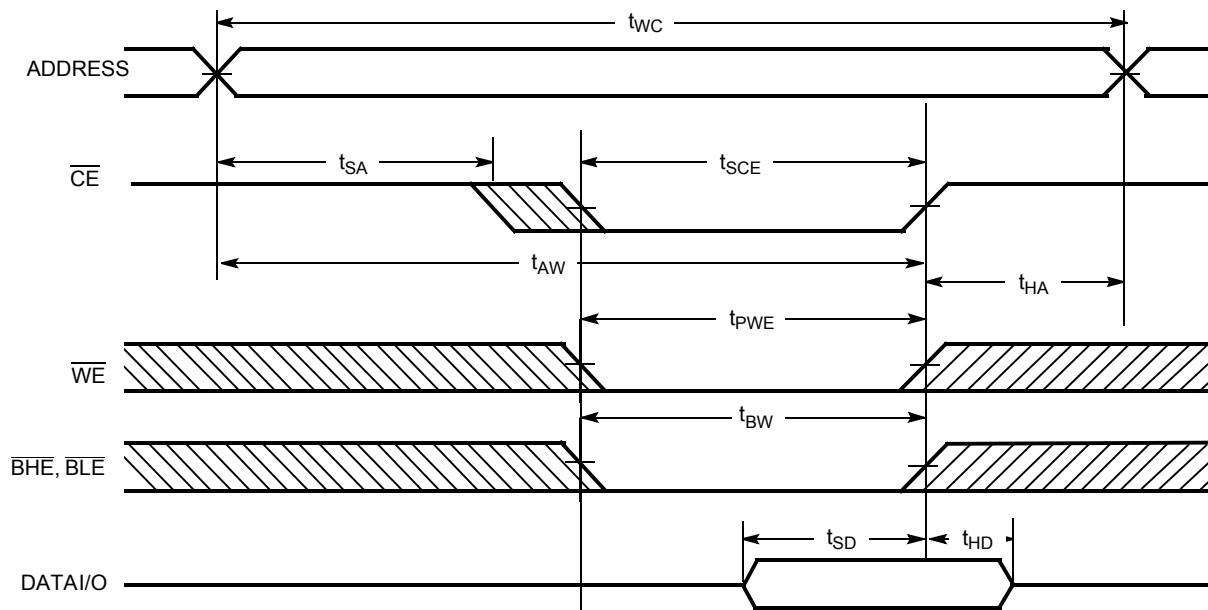 tWC
ADDRESS
tSA
tSCE
CE
tAW
tHA
tPWE
WE
tBW
BHE, BLE
tSD
tHD
DATAI/O